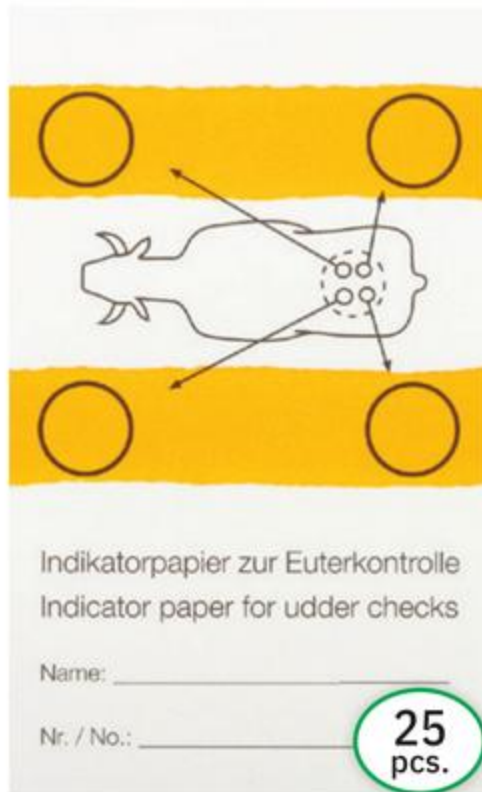 Indikatorpapier zur Euterkontrolle
Indicator paper for udder checks
Name:
Nr. / No.:
25
pcs.